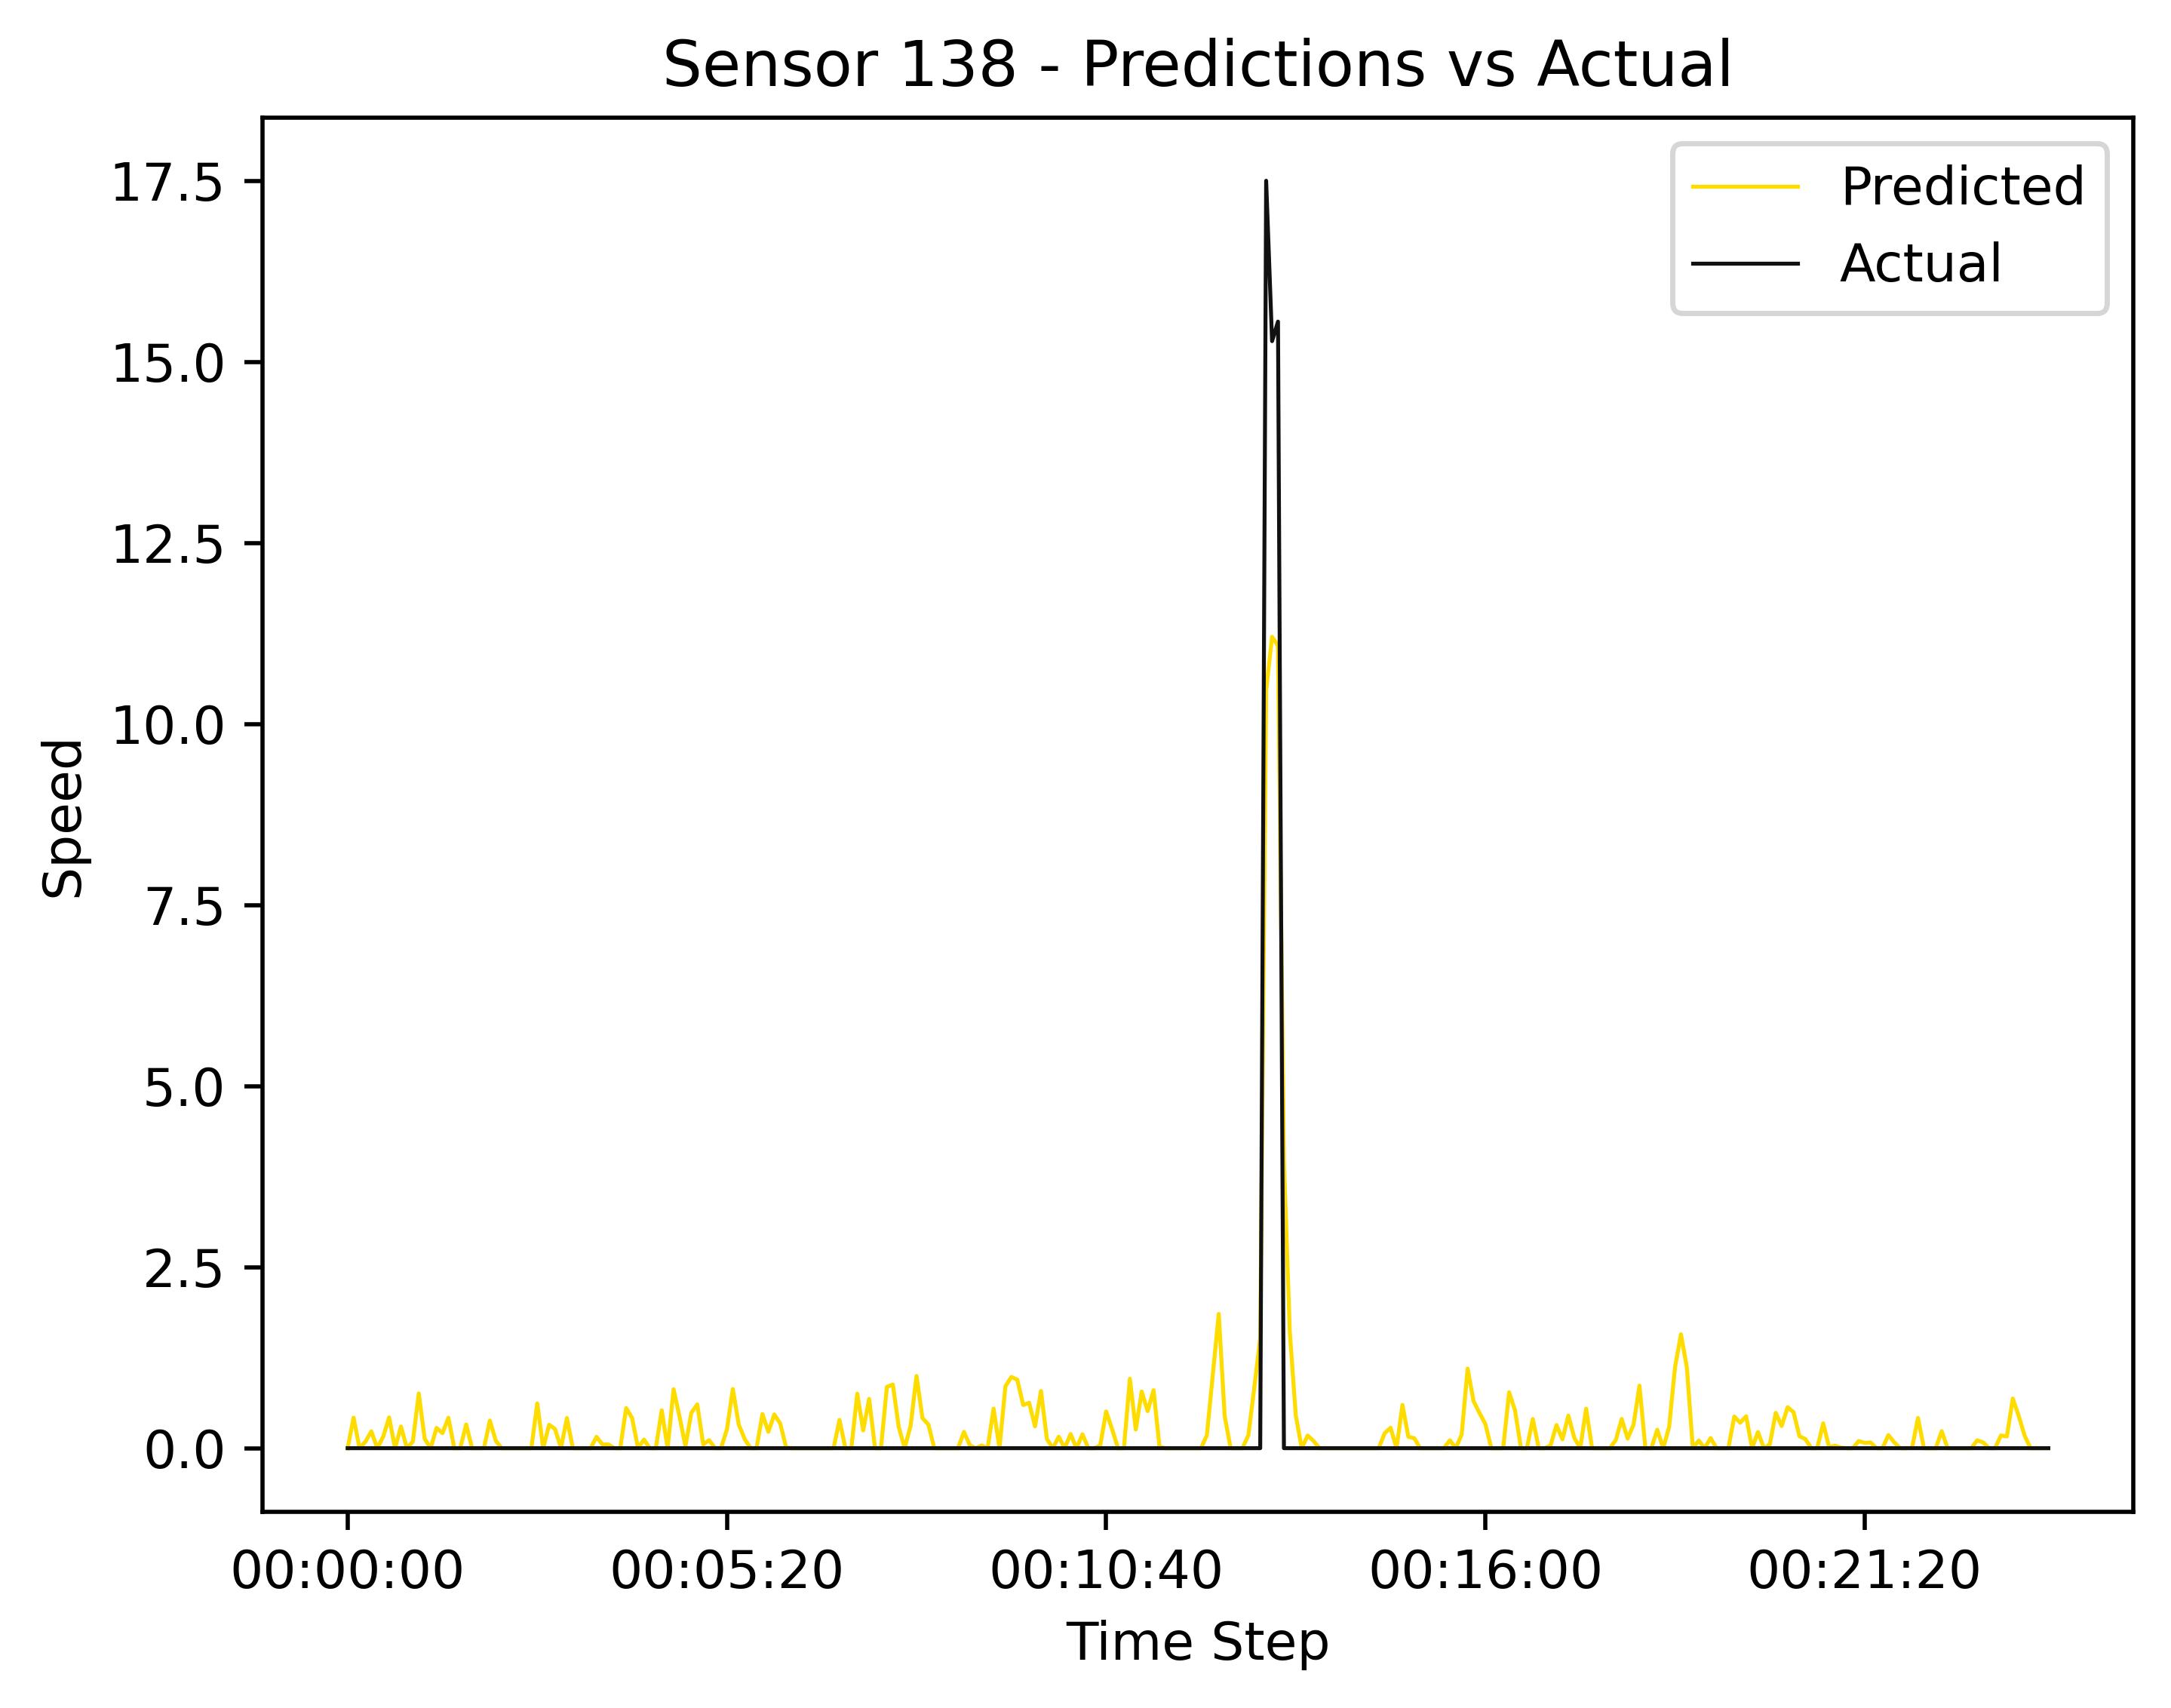 Sensor 138 - Predictions vs Actual
Predicted
Actual
17.5
15.0
12.5
10.0
7.5
5.0
2.5
0.0
Speed
00:00:00
00:05:20
00:10:40
00:16:00
00:21:20
Time Step